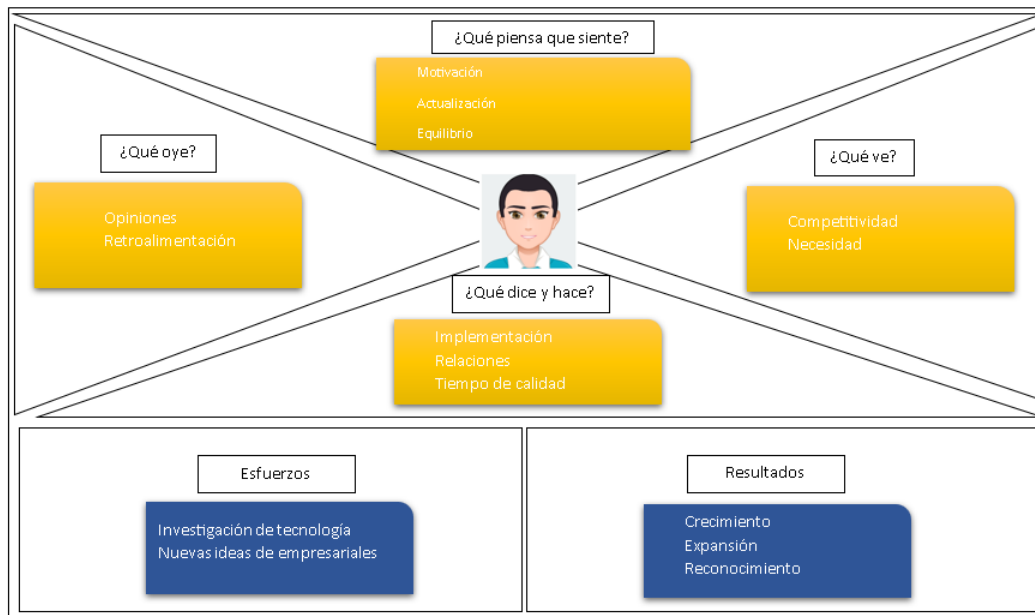 ¿Qué piensa que siente?
Motivación
Actualización
Equilibrio
¿Qué oye?
Opiniones
Retroalimentación
¿Qué ve?
Competitividad
Necesidad
¿Qué dice y hace?
Implementación
Relaciones
Tiempo de calidad
Esfuerzos
Investigación de tecnología
Nuevas ideas de empresariales
Resultados
Crecimiento
Expansión
Reconocimiento